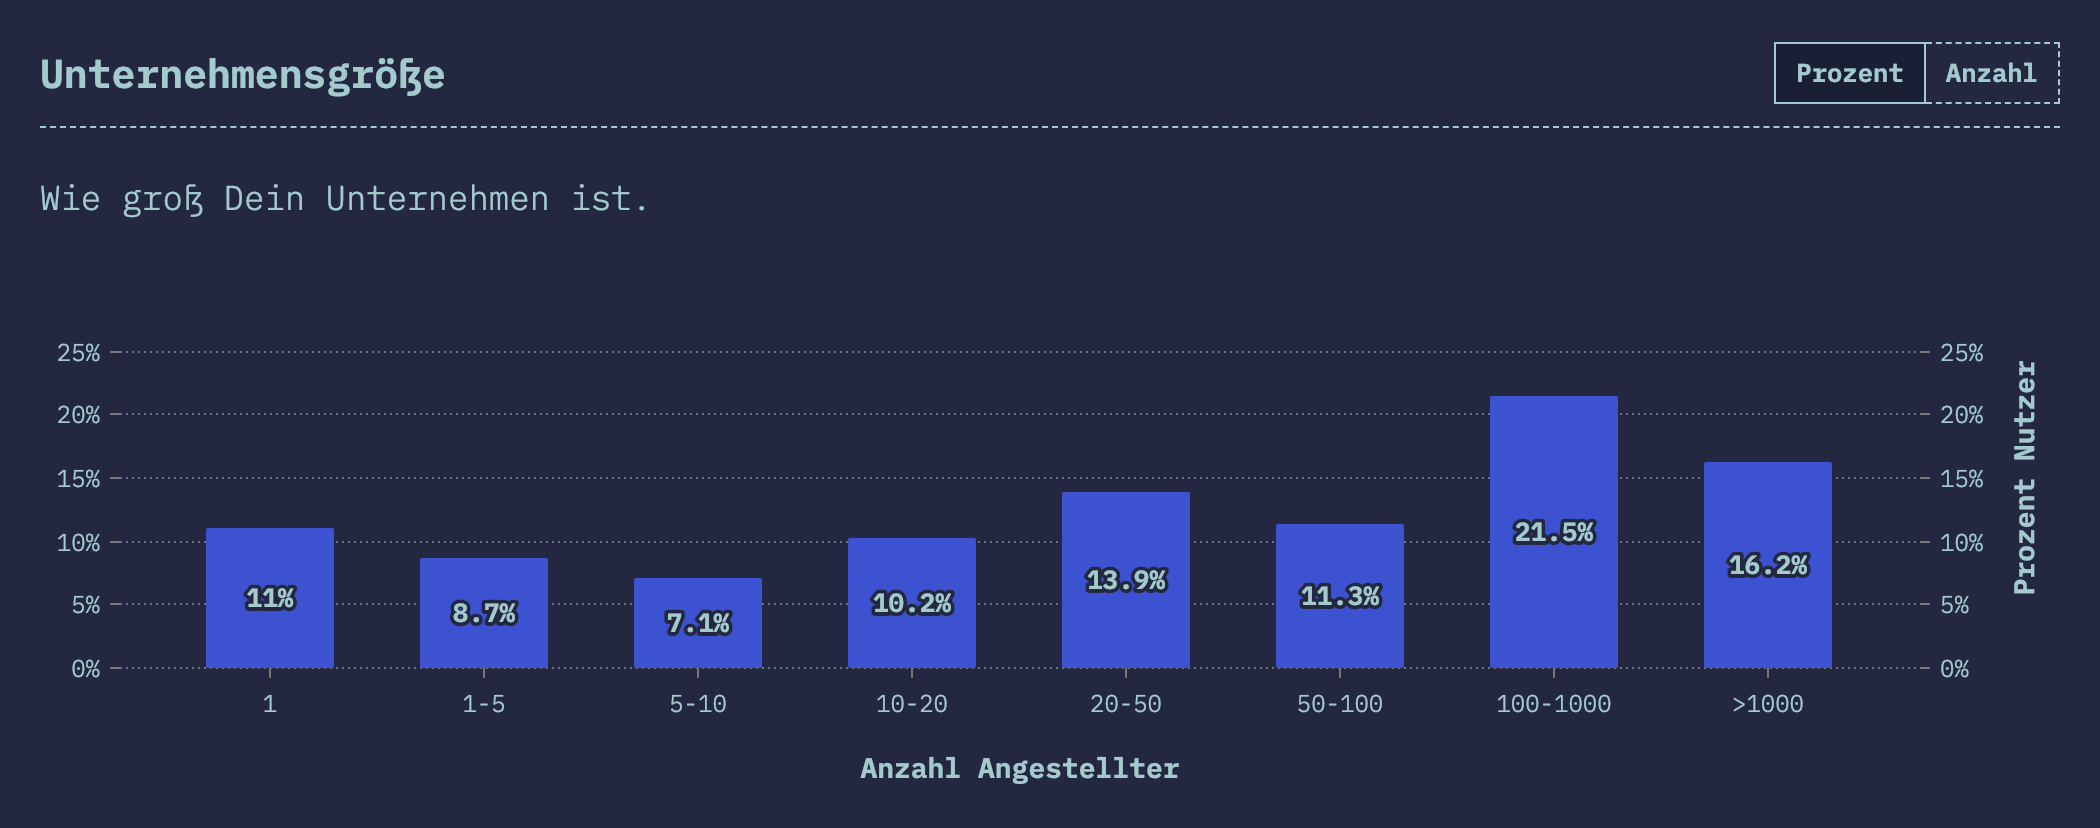 Unternehmensgröße
Prozent Anzahl
Wie groß Dein Unternehmen ist.
25% 25%
20% 20%
15% 15%
10% 10%
5% 5%
0% 0%
11% 8.7% 7.1% 10.2% 13.9% 11.3% 21.5% 16.2%
1 1-5 5-10 10-20 20-50 50-100 100-1000 >1000
Anzahl Angestellter
Prozent Nutzer